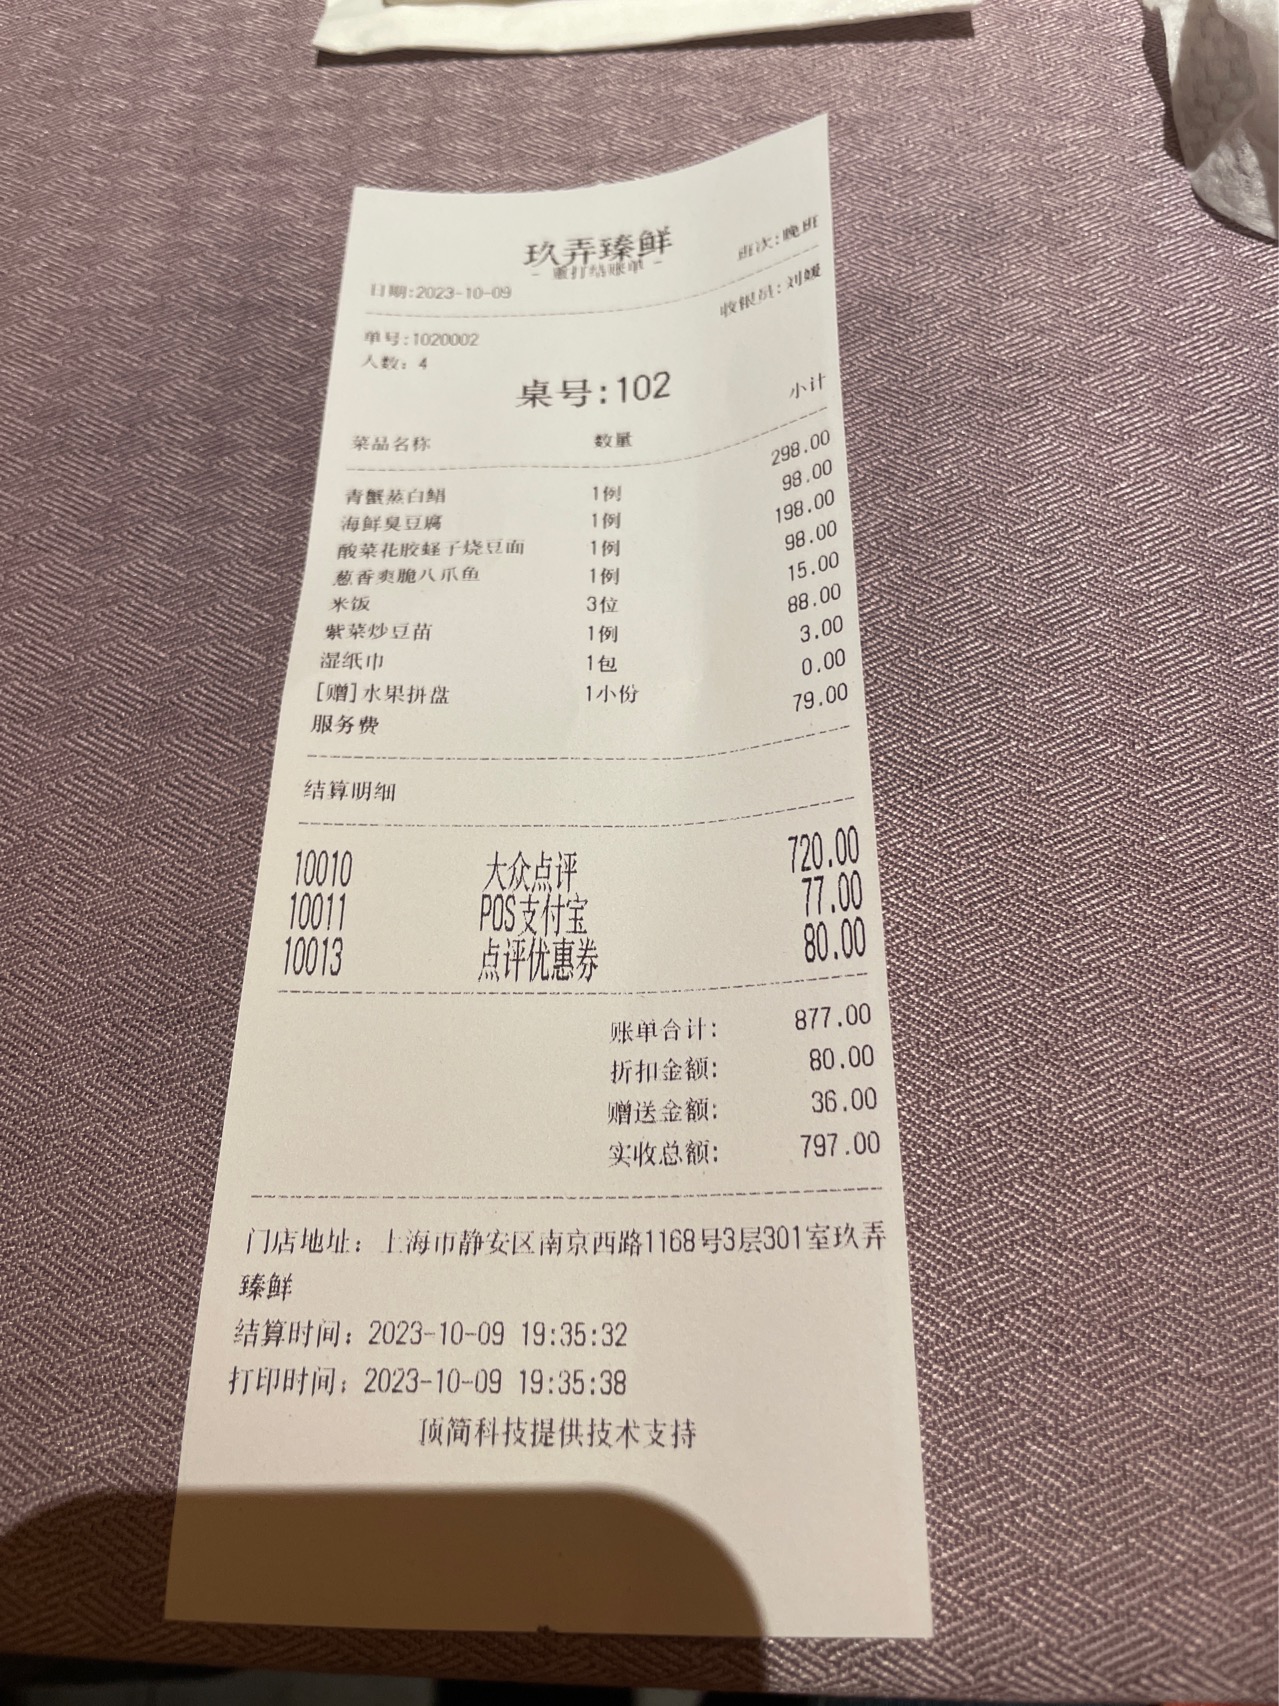 玖弄臻鲜
- 重打结账单 -
日期:2023-10-09 班次:晚班
单号:1020002 收银员:刘媛
人数: 4
桌号:102
菜品名称 数量 小计
青蟹蒸白鲳 1例 298.00
海鲜臭豆腐 1例 98.00
酸菜花胶蛏子烧豆面 1例 198.00
葱香爽脆八爪鱼 1例 98.00
米饭 3位 15.00
紫菜炒豆苗 1例 88.00
湿纸巾 1包 3.00
[赠]水果拼盘 1小份 0.00
服务费 79.00
结算明细
10010 大众点评 720.00
10011 POS支付宝 77.00
10013 点评优惠券 80.00
账单合计: 877.00
折扣金额: 80.00
赠送金额: 36.00
实收总额: 797.00
门店地址: 上海市静安区南京西路1168号3层301室玖弄
臻鲜
结算时间: 2023-10-09 19:35:32
打印时间: 2023-10-09 19:35:38
顶简科技提供技术支持